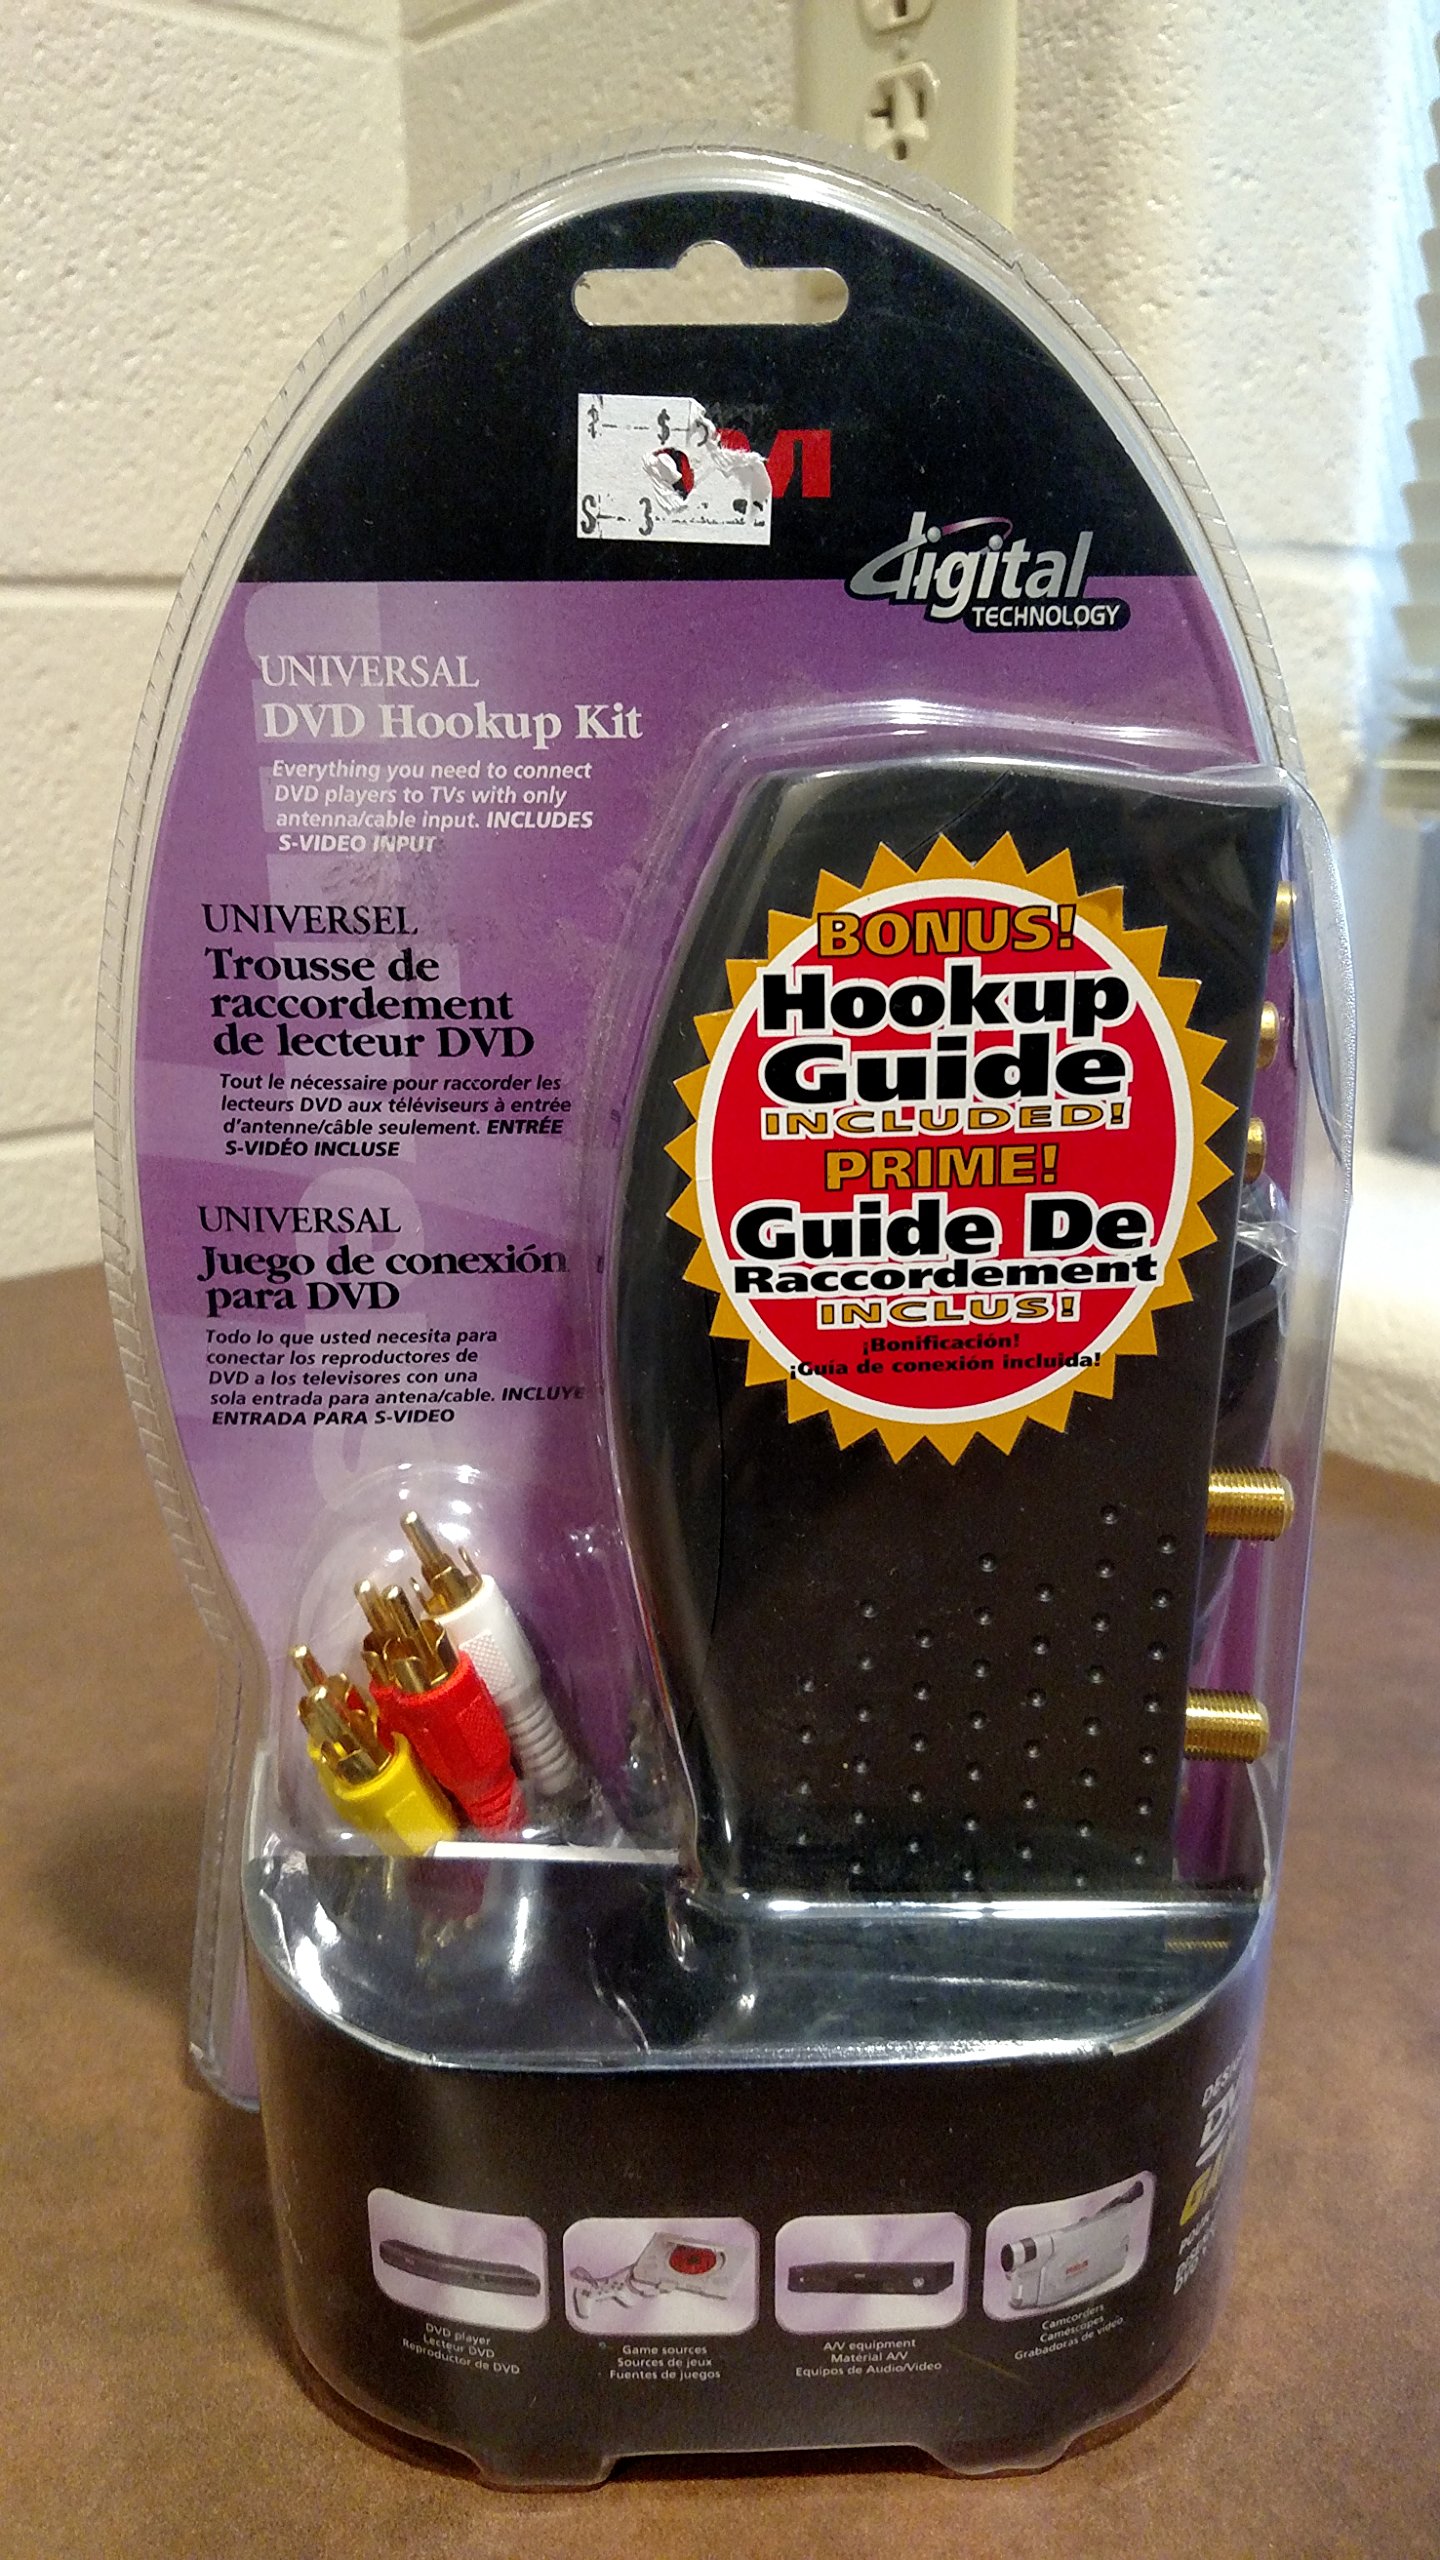 digital
TECHNOLOGY
UNIVERSAL
DVD Hookup Kit
Everything you need to connect
DVD players to TVs with only
antenna/cable input. INCLUDES
S-VIDEO INPUT
UNIVERSEL
Trousse de
raccordement
de lecteur DVD
Tout le nécessaire pour raccorder les
lecteurs DVD aux téléviseurs à entrée
d'antenne/câble seulement. ENTRÉE
S-VIDÉO INCLUSE
UNIVERSAL
Juego de conexión
para DVD
Todo lo que usted necesita para
conectar los reproductores de
DVD a los televisores con una
sola entrada para antena/cable. INCLUYE
ENTRADA PARA S-VIDEO
BONUS!
Hookup
Guide
INCLUDED!
PRIME!
Guide De
Raccordement
INCLUS!
¡Bonificación!
¡Guía de conexión incluida!
DVD player
Lecteur DVD
Reproductor de DVD
Game sources
Sources de jeux
Fuentes de juegos
A/V equipment
Matérial A/V
Equipos de Audio/Video
Camcorders
Caméscopes
Grabadoras de video